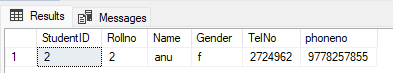 Results Messages
StudentID Rollno Name Gender TelNo phoneno
1 2 2 anu f 2724962 9778257855